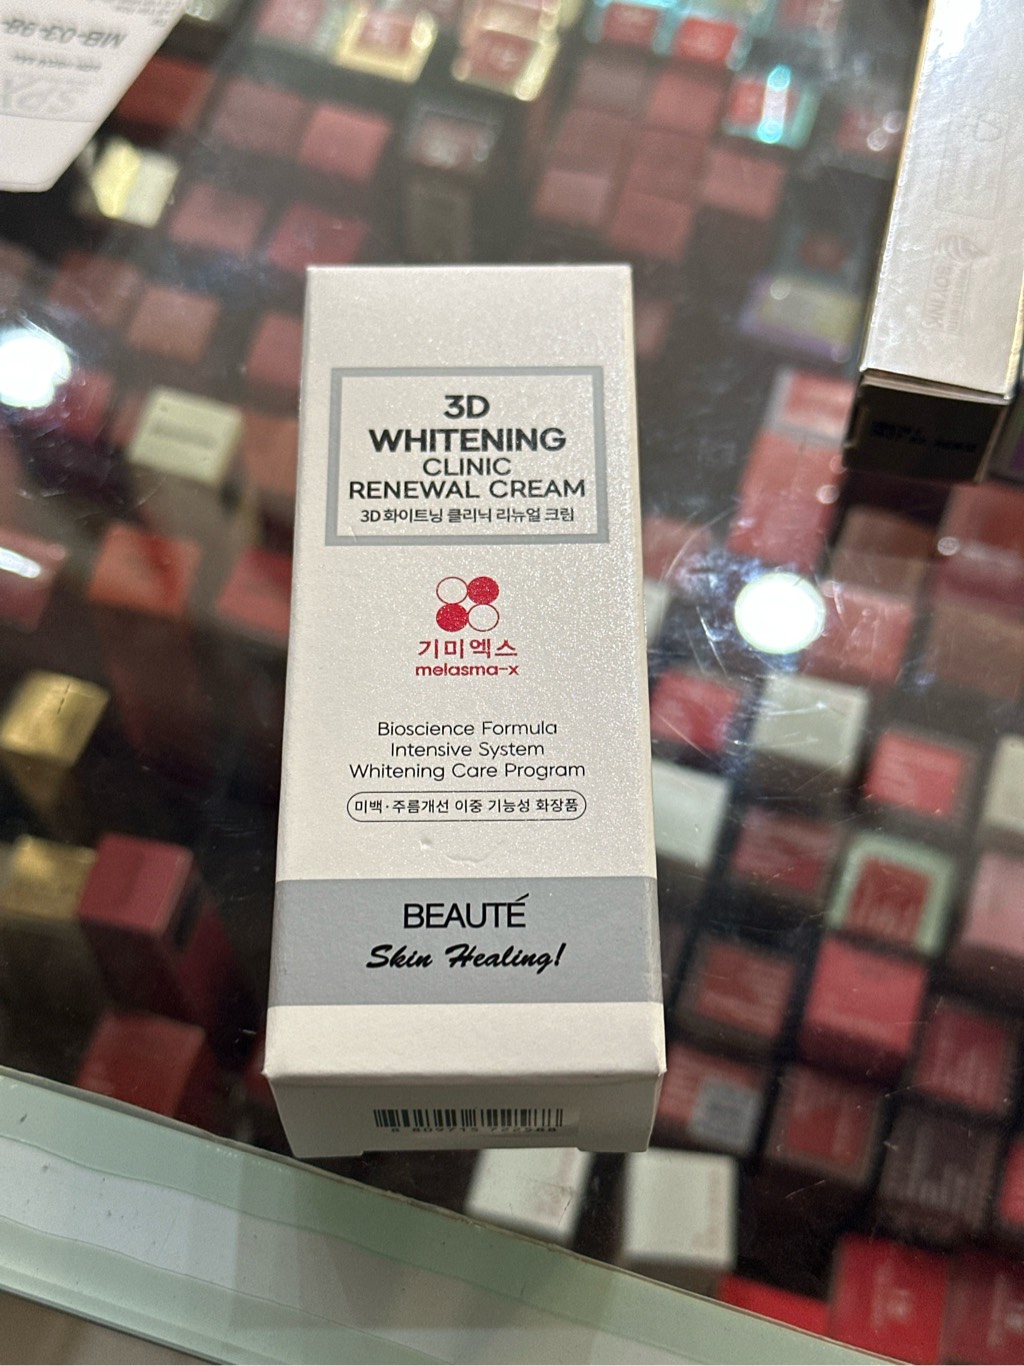 3D
WHITENING
CLINIC
RENEWAL CREAM
3D 화이트닝 클리닉 리뉴얼 크림
기미엑스
melasma-x
Bioscience Formula
Intensive System
Whitening Care Program
미백·주름개선 이중 기능성 화장품
BEAUTÉ
Skin Healing!